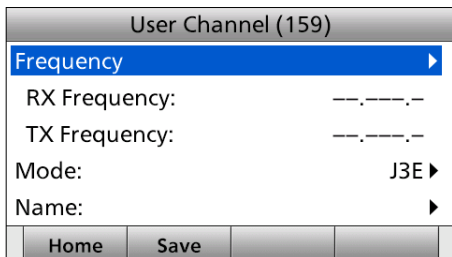 User Channel (159)
Frequency
RX Frequency: ––.–––.–
TX Frequency: ––.–––.–
Mode: J3E
Name:
Home Save